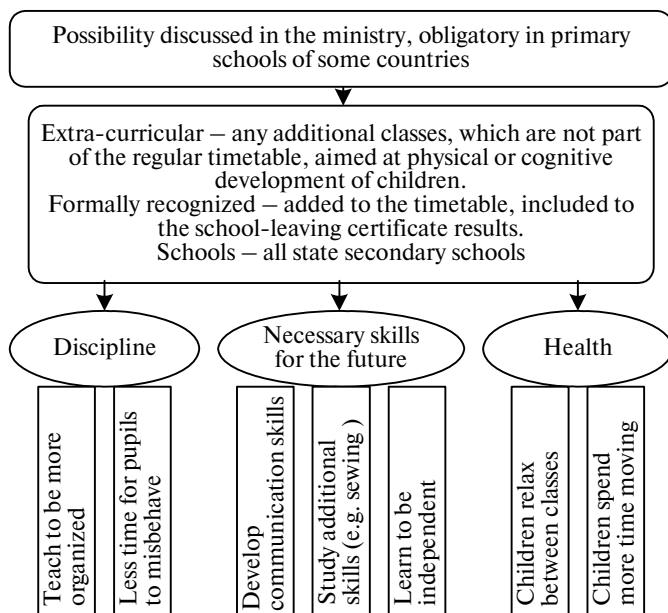 Possibility discussed in the ministry, obligatory in primary
schools of some countries
Extra-curricular – any additional classes, which are not part
of the regular timetable, aimed at physical or cognitive
development of children.
Formally recognized – added to the timetable, included to
the school-leaving certificate results.
Schools – all state secondary schools
Discipline
Necessary skills
for the future
Health
Teach to be more
organized
Less time for pupils
to misbehave
Develop
communication skills
Study additional
skills (e.g. sewing )
Learn to be
independent
Children relax
between classes
Children spend
more time moving